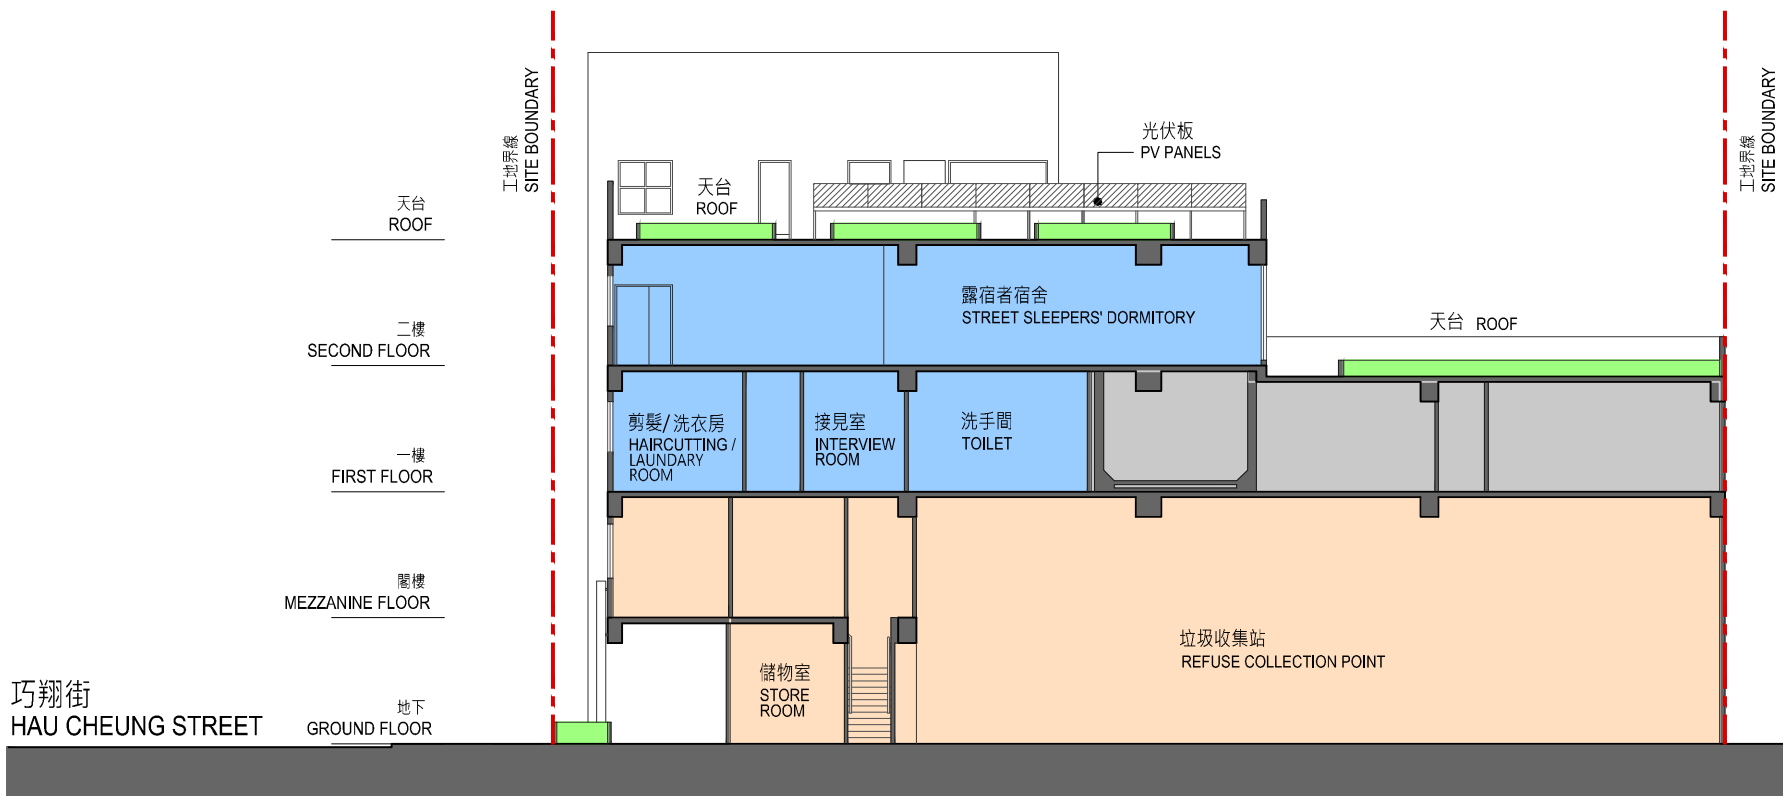 工地界線
SITE BOUNDARY
工地界線
SITE BOUNDARY
光伏板
PV PANELS
天台
ROOF
天台
ROOF
露宿者宿舍
STREET SLEEPERS' DORMITORY
天台 ROOF
二樓
SECOND FLOOR
剪髮/洗衣房
HAIRCUTTING /
LAUNDARY
ROOM
接見室
INTERVIEW
ROOM
洗手間
TOILET
一樓
FIRST FLOOR
閣樓
MEZZANINE FLOOR
垃圾收集站
REFUSE COLLECTION POINT
儲物室
STORE
ROOM
巧翔街
HAU CHEUNG STREET
地下
GROUND FLOOR